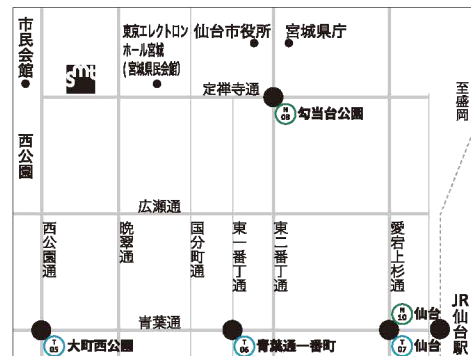 市民会館
smt
東京エレクトロン
ホール宮城
(宮城県民会館)
仙台市役所
宮城県庁
定禅寺通
至盛岡
N
08
勾当台公園
西公園
広瀬通
西公園通
晩翠通
国分町通
東一番丁通
東二番丁通
愛宕上杉通
N
10
仙台
JR
仙台駅
青葉通
T
05
大町西公園
T
06
青葉通一番町
T
07
仙台